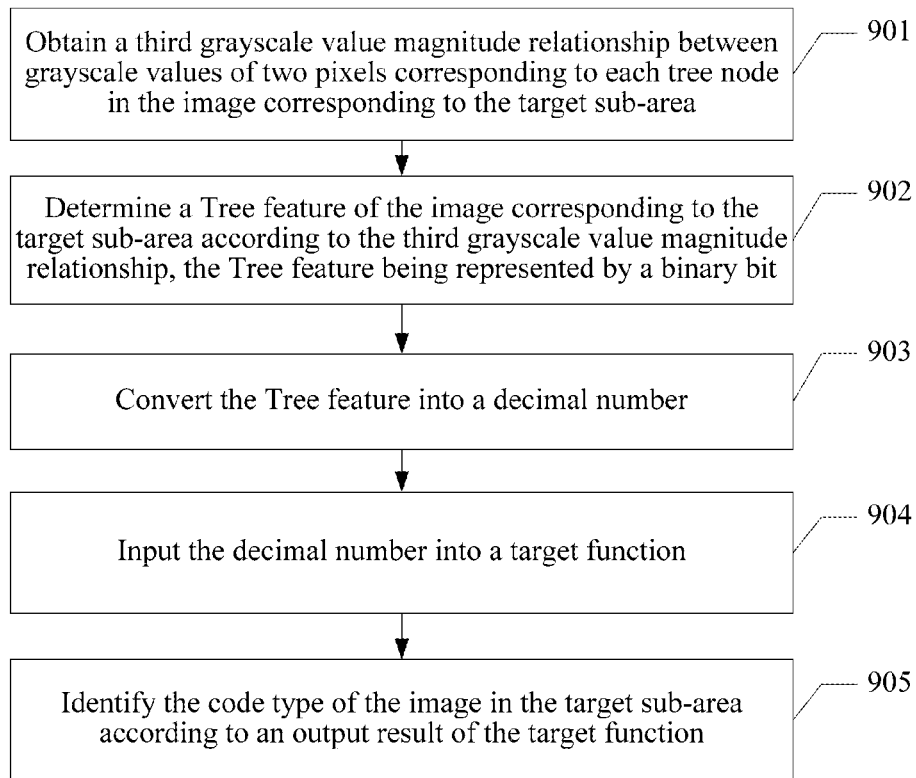 Obtain a third grayscale value magnitude relationship between
grayscale values of two pixels corresponding to each tree node
in the image corresponding to the target sub-area
901
Determine a Tree feature of the image corresponding to the
target sub-area according to the third grayscale value magnitude
relationship, the Tree feature being represented by a binary bit
902
Convert the Tree feature into a decimal number
903
Input the decimal number into a target function
904
Identify the code type of the image in the target sub-area
according to an output result of the target function
905